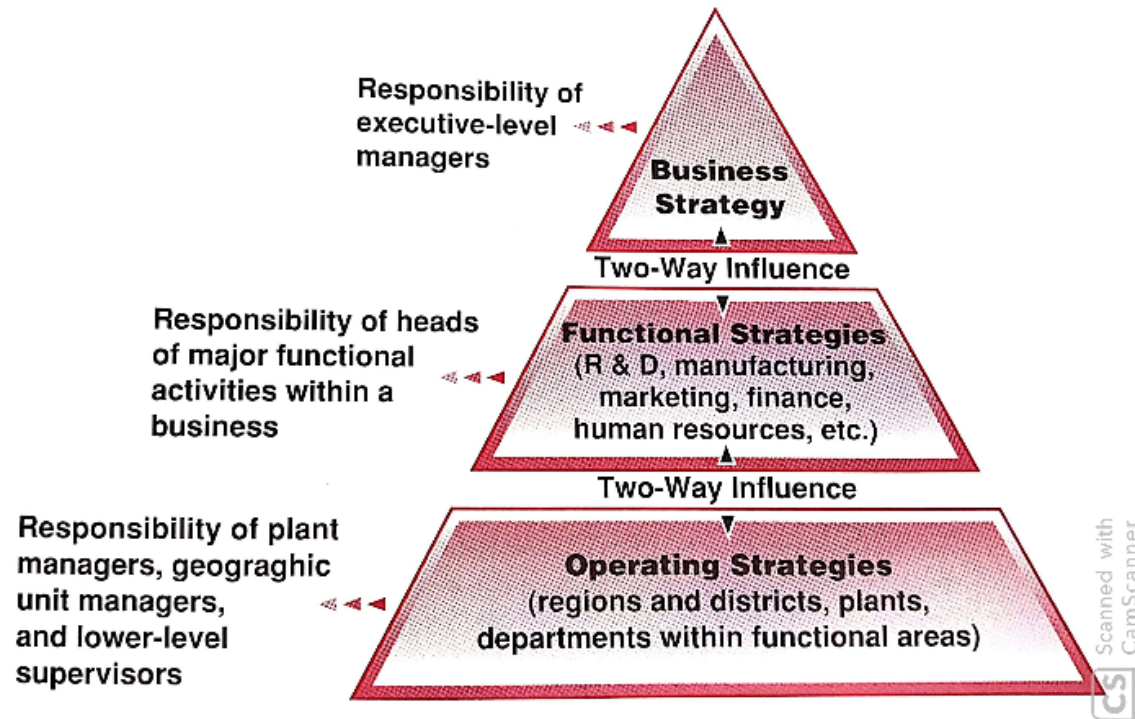 Responsibility of
executive-level
managers
Business
Strategy
Two-Way Influence
Responsibility of heads
of major functional
activities within a
business
Functional Strategies
(R & D, manufacturing,
marketing, finance,
human resources, etc.)
Two-Way Influence
Responsibility of plant
managers, geograghic
unit managers,
and lower-level
supervisors
Operating Strategies
(regions and districts, plants,
departments within functional areas)
CS
Scanned with
CamScanner